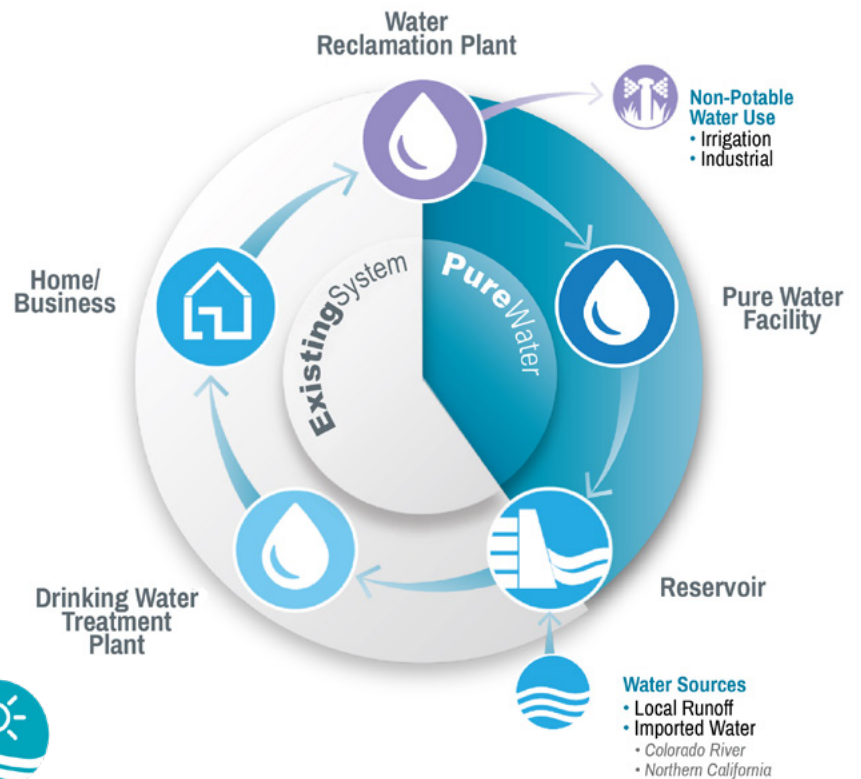 Water
Reclamation Plant
Non-Potable
Water Use
• Irrigation
• Industrial
Home/
Business
ExistingSystem
PureWater
Pure Water
Facility
Drinking Water
Treatment
Plant
Reservoir
Water Sources
• Local Runoff
• Imported Water
• Colorado River
• Northern California